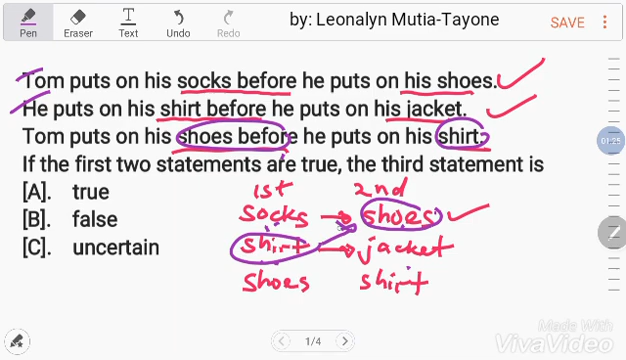 by: Leonalyn Mutia-Tayone
Pen
Eraser
Text
Undo
Redo
SAVE
Tom puts on his socks before he puts on his shoes.
He puts on his shirt before he puts on his jacket.
Tom puts on his shoes before he puts on his shirt.
01:25
If the first two statements are true, the third statement is
[A]. true
[B]. false
[C]. uncertain
1st 2nd
socks → shoes
shirt → jacket
shoes shirt
1/4
Made With
VivaVideo